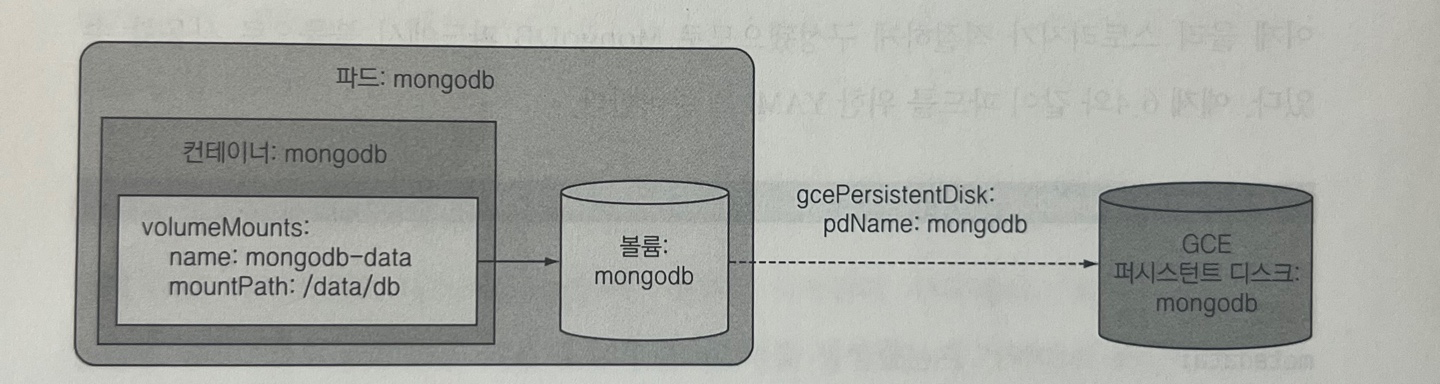 파드: mongodb
컨테이너: mongodb
volumeMounts:
name: mongodb-data
mountPath: /data/db
볼륨:
mongodb
gcePersistentDisk:
pdName: mongodb
GCE
퍼시스턴트 디스크:
mongodb